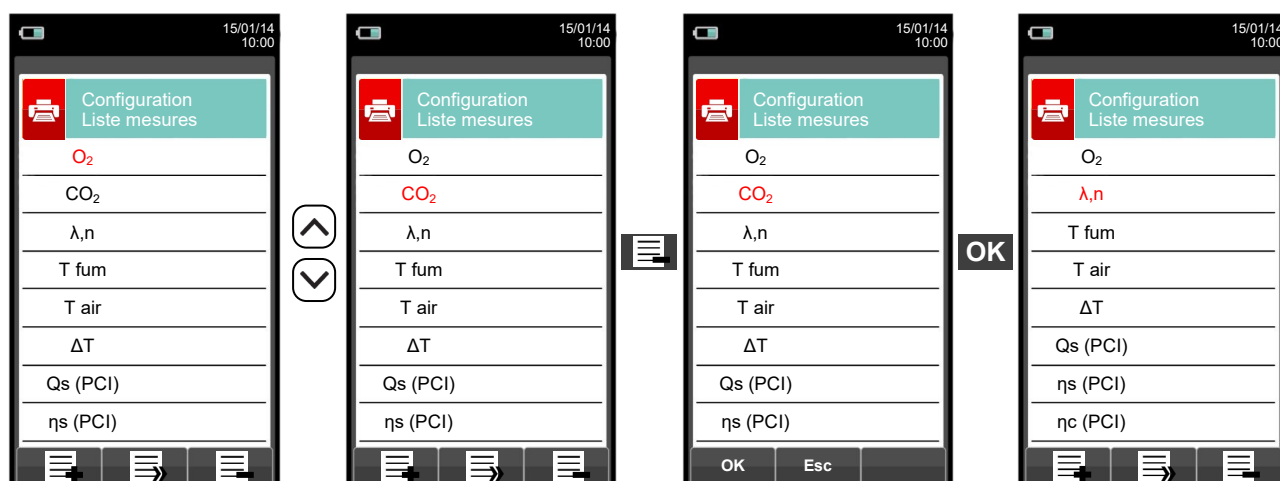 15/01/14
10:00
Configuration
Liste mesures
O₂
CO₂
λ,n
T fum
T air
ΔT
Qs (PCI)
ηs (PCI)
15/01/14
10:00
Configuration
Liste mesures
O₂
CO₂
λ,n
T fum
T air
ΔT
Qs (PCI)
ηs (PCI)
15/01/14
10:00
Configuration
Liste mesures
O₂
CO₂
λ,n
T fum
T air
ΔT
Qs (PCI)
ηs (PCI)
OK Esc
OK
15/01/14
10:00
Configuration
Liste mesures
O₂
λ,n
T fum
T air
ΔT
Qs (PCI)
ηs (PCI)
ηc (PCI)